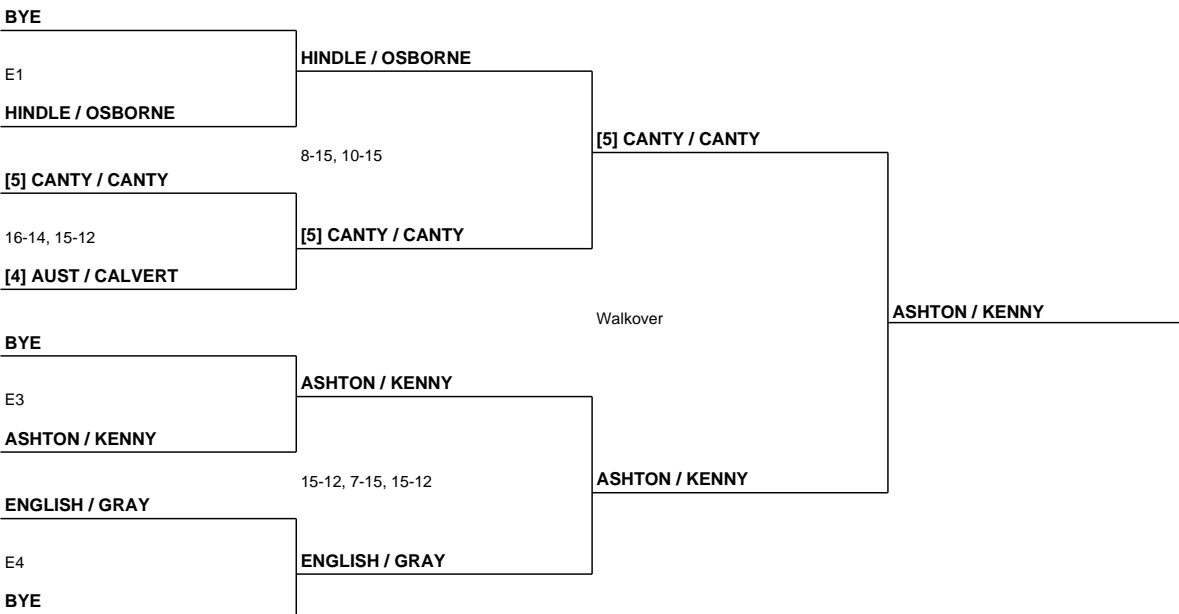 BYE
HINDLE / OSBORNE
E1
HINDLE / OSBORNE
[5] CANTY / CANTY
8-15, 10-15
[5] CANTY / CANTY
16-14, 15-12
[5] CANTY / CANTY
[4] AUST / CALVERT
Walkover
ASHTON / KENNY
BYE
ASHTON / KENNY
E3
ASHTON / KENNY
15-12, 7-15, 15-12
ASHTON / KENNY
ENGLISH / GRAY
E4
ENGLISH / GRAY
BYE